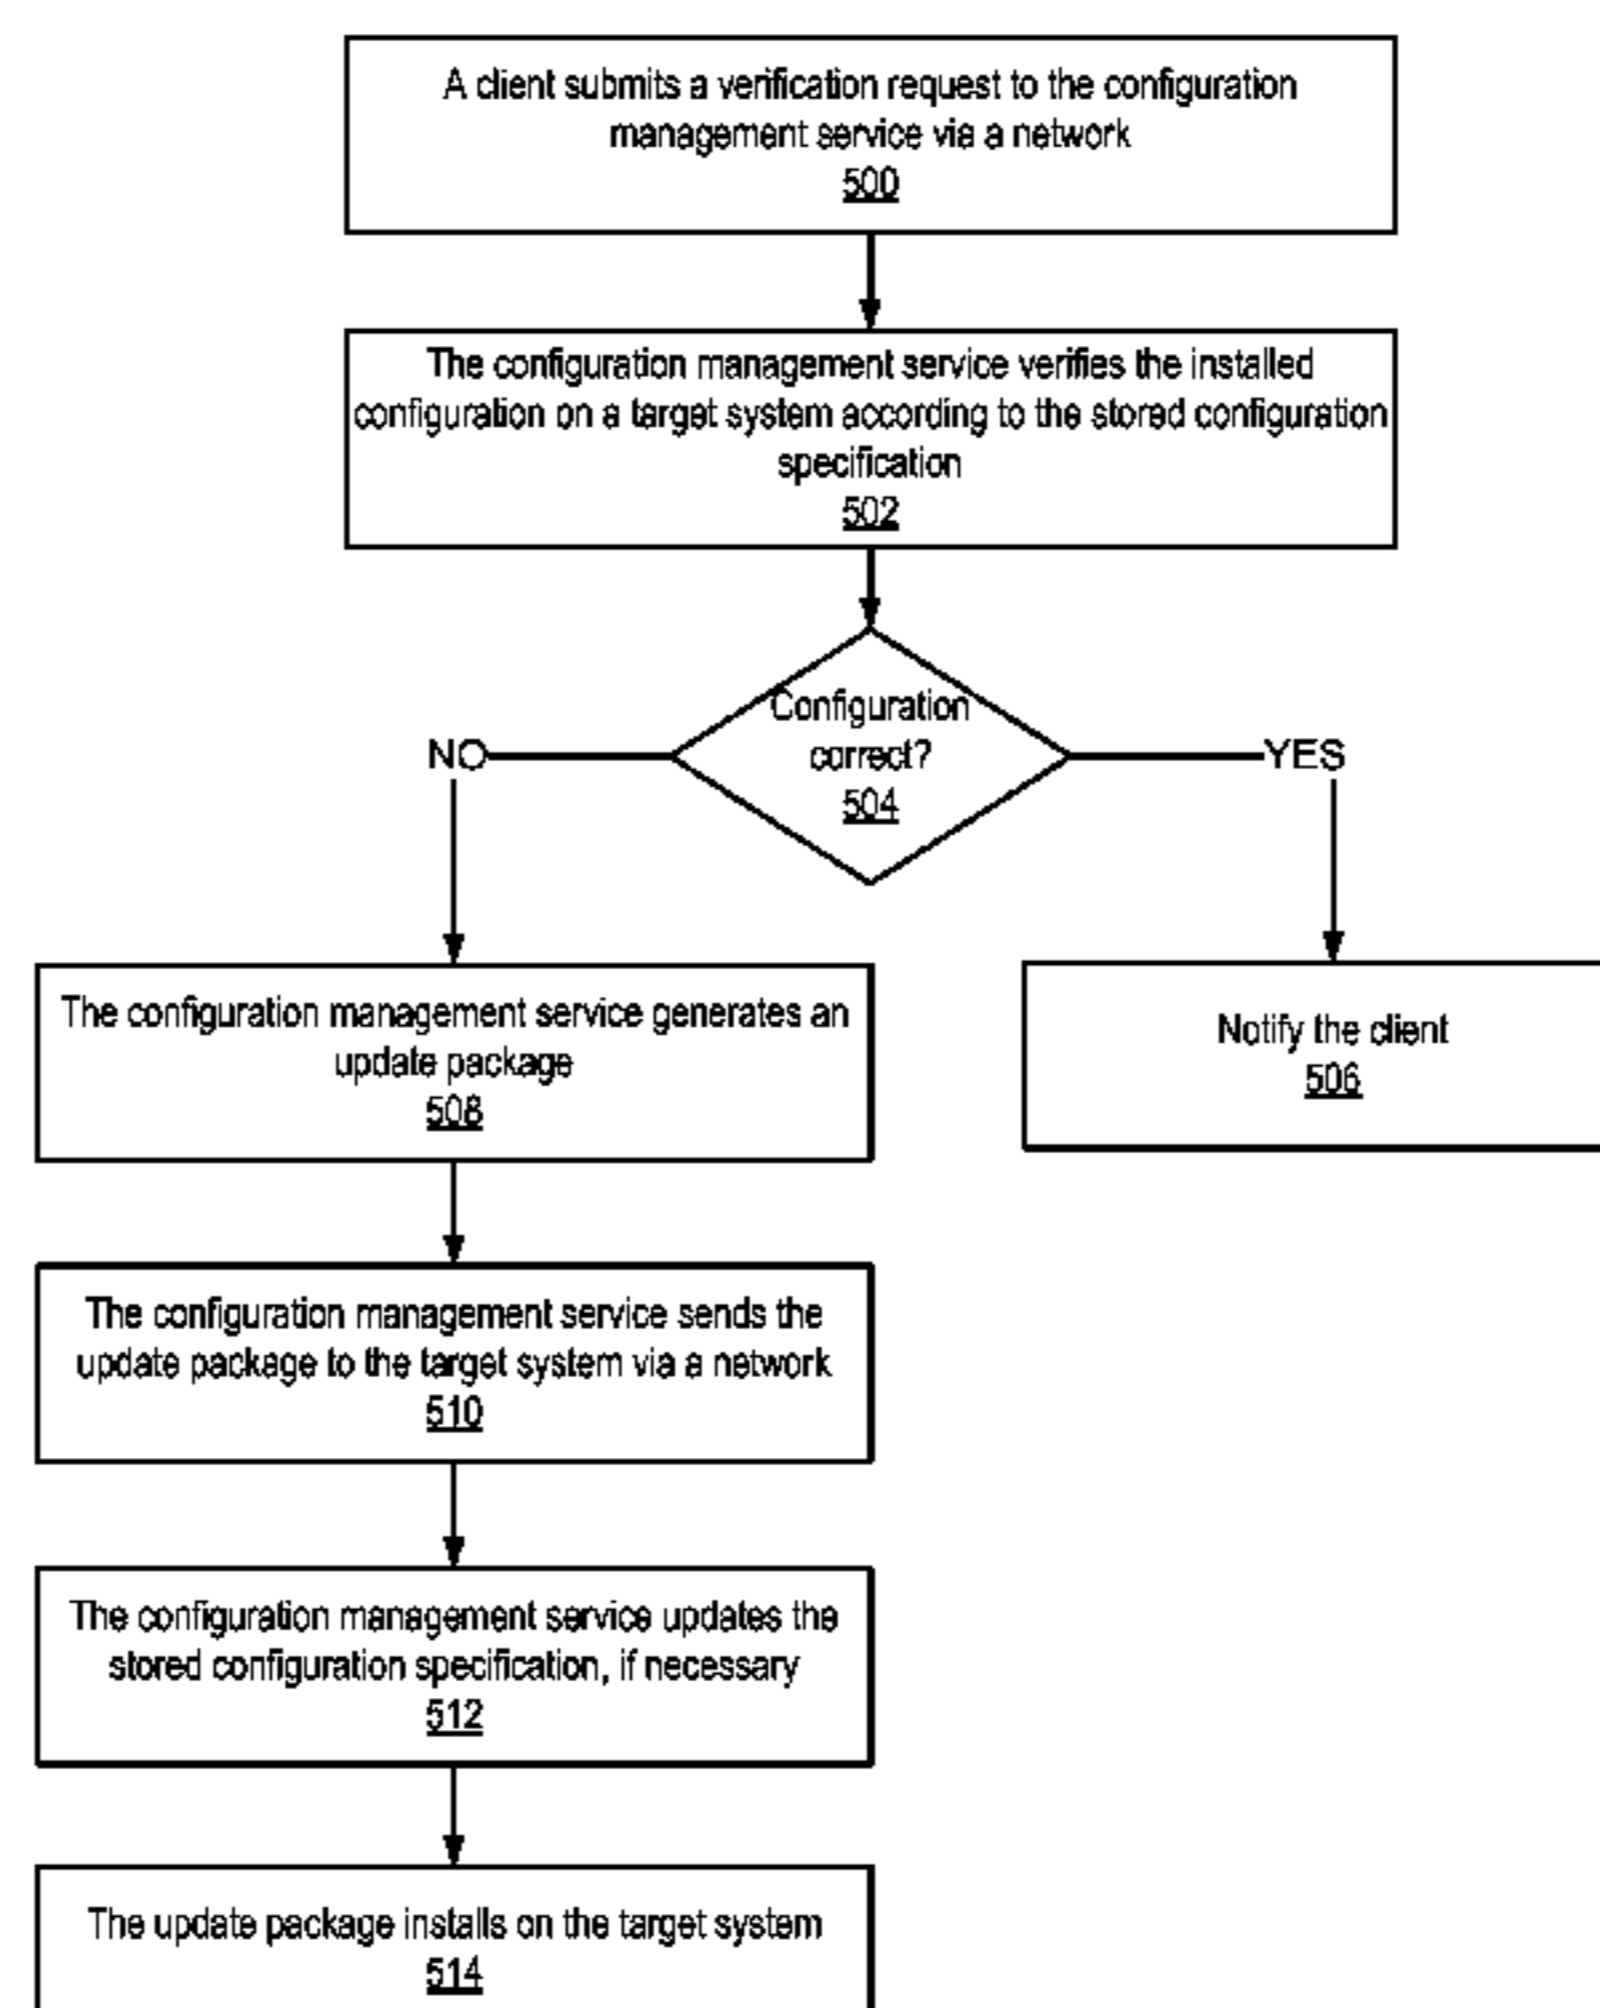 A client submits a verification request to the configuration
management service via a network
500
The configuration management service verifies the installed
configuration on a target system according to the stored configuration
specification
502
Configuration
correct?
504
NO
YES
The configuration management service generates an
update package
508
Notify the client
506
The configuration management service sends the
update package to the target system via a network
510
The configuration management service updates the
stored configuration specification, if necessary
512
The update package installs on the target system
514